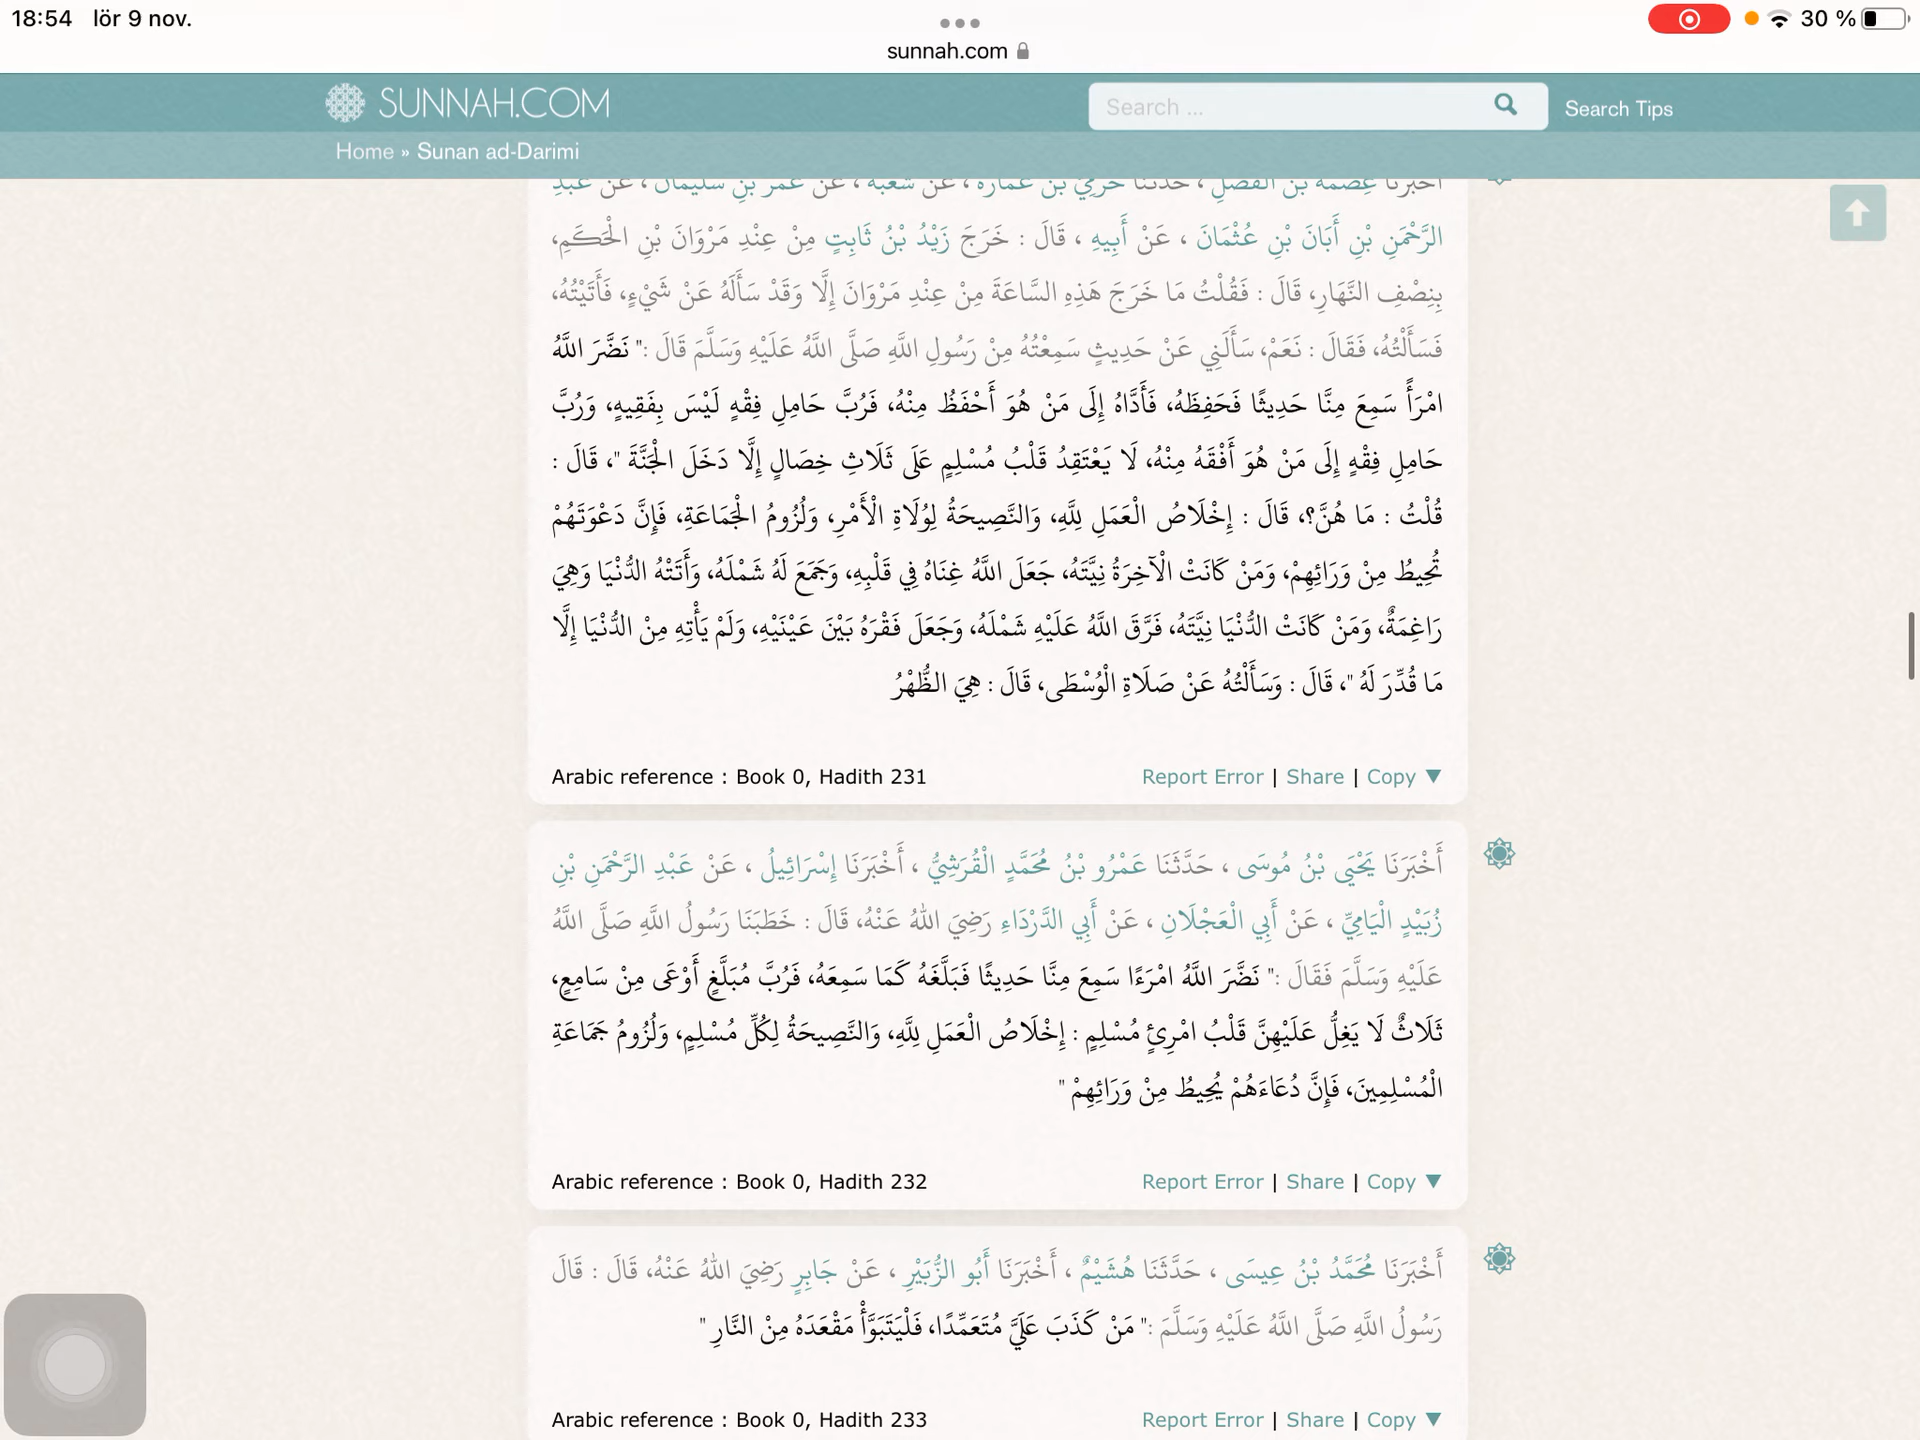 18:54 lör 9 nov.
30 %
sunnah.com
SUNNAH.COM
Search ...
Search Tips
Home » Sunan ad-Darimi
أَخْبَرَنَا عِصْمَةُ بْنُ الْفَضْلِ، حَدَّثَنَا حَرَمِيُّ بْنُ عُمَارَةَ، عَنْ شُعْبَةَ، عَنْ عُمَرَ بْنِ سُلَيْمَانَ، عَنْ عَبْدِ
الرَّحْمَنِ بْنِ أَبَانَ بْنِ عُثْمَانَ ، عَنْ أَبِيهِ ، قَالَ : خَرَجَ زَيْدُ بْنُ ثَابِتٍ مِنْ عِنْدِ مَرْوَانَ بْنِ الْحَكَمِ،
بِنِصْفِ النَّهَارِ، قَالَ : فَقُلْتُ مَا خَرَجَ هَذِهِ السَّاعَةَ مِنْ عِنْدِ مَرْوَانَ إِلَّا وَقَدْ سَأَلَهُ عَنْ شَيْءٍ، فَأَتَيْتُهُ،
فَسَأَلْتُهُ، فَقَالَ : نَعَمْ، سَأَلَنِي عَنْ حَدِيثٍ سَمِعْتُهُ مِنْ رَسُولِ اللَّهِ صَلَّى اللَّهُ عَلَيْهِ وَسَلَّمَ قَالَ :" نَضَّرَ اللَّهُ
امْرَأً سَمِعَ مِنَّا حَدِيثًا فَحَفِظَهُ، فَأَدَّاهُ إِلَى مَنْ هُوَ أَحْفَظُ مِنْهُ، فَرُبَّ حَامِلِ فِقْهٍ لَيْسَ بِفَقِيهٍ، وَرُبَّ
حَامِلِ فِقْهٍ إِلَى مَنْ هُوَ أَفْقَهُ مِنْهُ، لَا يَعْتَقِدُ قَلْبُ مُسْلِمٍ عَلَى ثَلَاثِ خِصَالٍ إِلَّا دَخَلَ الْجَنَّةَ "، قَالَ :
قُلْتُ : مَا هُنَّ؟، قَالَ : إِخْلَاصُ الْعَمَلِ لِلَّهِ، وَالنَّصِيحَةُ لِوُلَاةِ الْأَمْرِ، وَلُزُومُ الْجَمَاعَةِ، فَإِنَّ دَعْوَتَهُمْ
تُحِيطُ مِنْ وَرَائِهِمْ، وَمَنْ كَانَتْ الْآخِرَةُ نِيَّتَهُ، جَعَلَ اللَّهُ غِنَاهُ فِي قَلْبِهِ، وَجَمَعَ لَهُ شَمْلَهُ، وَأَتَتْهُ الدُّنْيَا وَهِيَ
رَاغِمَةٌ، وَمَنْ كَانَتْ الدُّنْيَا نِيَّتَهُ، فَرَّقَ اللَّهُ عَلَيْهِ شَمْلَهُ، وَجَعَلَ فَقْرَهُ بَيْنَ عَيْنَيْهِ، وَلَمْ يَأْتِهِ مِنْ الدُّنْيَا إِلَّا
مَا قُدِّرَ لَهُ "، قَالَ : وَسَأَلْتُهُ عَنْ صَلَاةِ الْوُسْطَى، قَالَ : هِيَ الظُّهْرُ
Arabic reference : Book 0, Hadith 231
Report Error | Share | Copy ▼
أَخْبَرَنَا يَحْيَى بْنُ مُوسَى ، حَدَّثَنَا عَمْرُو بْنُ مُحَمَّدٍ الْقُرَشِيُّ ، أَخْبَرَنَا إِسْرَائِيلُ ، عَنْ عَبْدِ الرَّحْمَنِ بْنِ
زُبَيْدٍ الْيَامِيِّ ، عَنْ أَبِي الْعَجْلَانِ ، عَنْ أَبِي الدَّرْدَاءِ رَضِيَ اللهُ عَنْهُ، قَالَ : خَطَبَنَا رَسُولُ اللَّهِ صَلَّى اللَّهُ
عَلَيْهِ وَسَلَّمَ فَقَالَ :" نَضَّرَ اللَّهُ امْرَءًا سَمِعَ مِنَّا حَدِيثًا فَبَلَّغَهُ كَمَا سَمِعَهُ، فَرُبَّ مُبَلَّغٍ أَوْعَى مِنْ سَامِعٍ،
ثَلَاثٌ لَا يَغِلُّ عَلَيْهِنَّ قَلْبُ امْرِئٍ مُسْلِمٍ : إِخْلَاصُ الْعَمَلِ لِلَّهِ، وَالنَّصِيحَةُ لِكُلِّ مُسْلِمٍ، وَلُزُومُ جَمَاعَةِ
الْمُسْلِمِينَ، فَإِنَّ دُعَاءَهُمْ يُحِيطُ مِنْ وَرَائِهِمْ "
Arabic reference : Book 0, Hadith 232
Report Error | Share | Copy ▼
أَخْبَرَنَا مُحَمَّدُ بْنُ عِيسَى ، حَدَّثَنَا هُشَيْمٌ ، أَخْبَرَنَا أَبُو الزُّبَيْرِ ، عَنْ جَابِرٍ رَضِيَ اللهُ عَنْهُ، قَالَ : قَالَ
رَسُولُ اللَّهِ صَلَّى اللَّهُ عَلَيْهِ وَسَلَّمَ :" مَنْ كَذَبَ عَلَيَّ مُتَعَمِّدًا، فَلْيَتَبَوَّأْ مَقْعَدَهُ مِنْ النَّارِ "
Arabic reference : Book 0, Hadith 233
Report Error | Share | Copy ▼